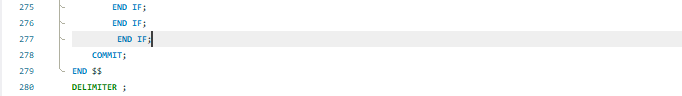 275 END IF;
276 END IF;
277 END IF;
278 COMMIT;
279 END $$
280 DELIMITER ;